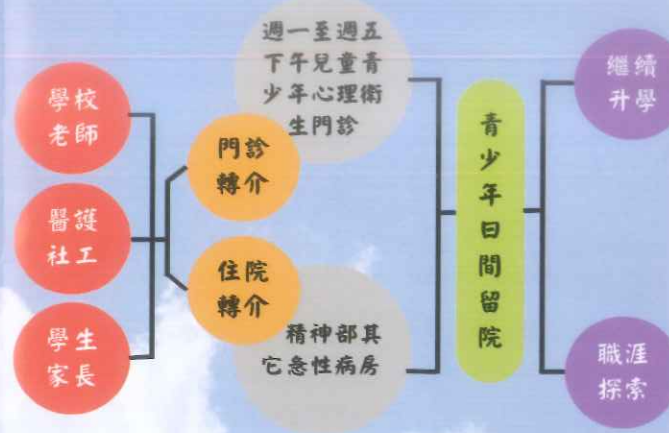 學校
老師
醫護
社工
學生
家長
門診
轉介
住院
轉介
週一至週五
下午兒童青
少年心理衛
生門診
精神部其
它急性病房
青少年日間留院
繼續
升學
職涯
探索